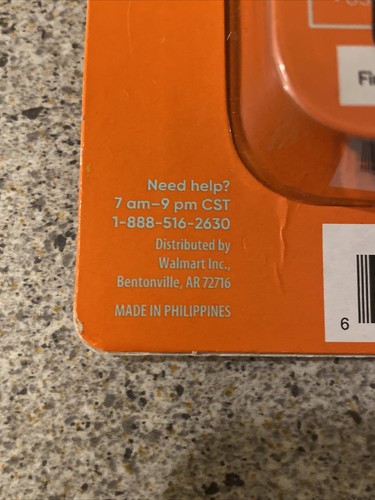 Need help?
7 am–9 pm CST
1-888-516-2630
Distributed by
Walmart Inc.,
Bentonville, AR 72716
MADE IN PHILIPPINES
6